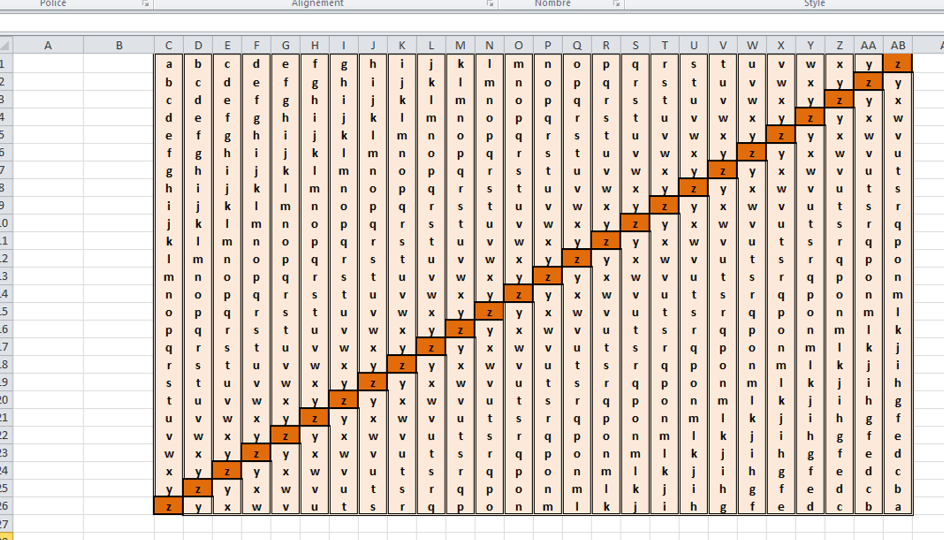 Police Alignement Nombre Style
A B C D E F G H I J K L M N O P Q R S T U V W X Y Z AA AB
1 a b c d e f g h i j k l m n o p q r s t u v w x y z
2 b c d e f g h i j k l m n o p q r s t u v w x y z y
3 c d e f g h i j k l m n o p q r s t u v w x y z y x
4 d e f g h i j k l m n o p q r s t u v w x y z y x w
5 e f g h i j k l m n o p q r s t u v w x y z y x w v
6 f g h i j k l m n o p q r s t u v w x y z y x w v u
7 g h i j k l m n o p q r s t u v w x y z y x w v u t
8 h i j k l m n o p q r s t u v w x y z y x w v u t s
9 i j k l m n o p q r s t u v w x y z y x w v u t s r
10 j k l m n o p q r s t u v w x y z y x w v u t s r q
11 k l m n o p q r s t u v w x y z y x w v u t s r q p
12 l m n o p q r s t u v w x y z y x w v u t s r q p o
13 m n o p q r s t u v w x y z y x w v u t s r q p o n
14 n o p q r s t u v w x y z y x w v u t s r q p o n m
15 o p q r s t u v w x y z y x w v u t s r q p o n m l
16 p q r s t u v w x y z y x w v u t s r q p o n m l k
17 q r s t u v w x y z y x w v u t s r q p o n m l k j
18 r s t u v w x y z y x w v u t s r q p o n m l k j i
19 s t u v w x y z y x w v u t s r q p o n m l k j i h
20 t u v w x y z y x w v u t s r q p o n m l k j i h g
21 u v w x y z y x w v u t s r q p o n m l k j i h g f
22 v w x y z y x w v u t s r q p o n m l k j i h g f e
23 w x y z y x w v u t s r q p o n m l k j i h g f e d
24 x y z y x w v u t s r q p o n m l k j i h g f e d c
25 y z y x w v u t s r q p o n m l k j i h g f e d c b
26 z y x w v u t s r q p o n m l k j i h g f e d c b a
27